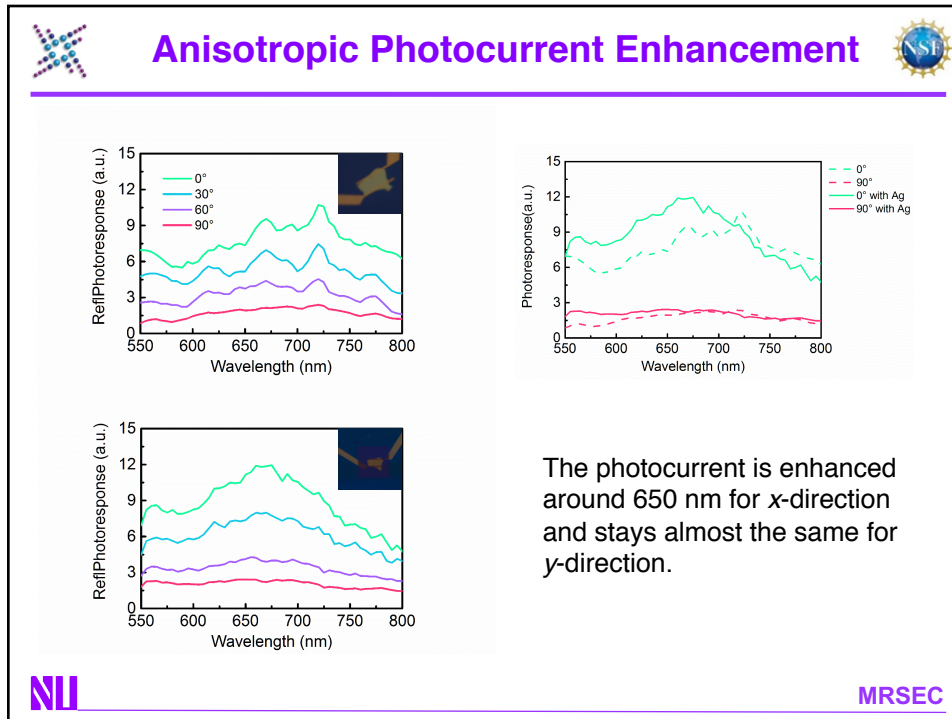 Anisotropic Photocurrent Enhancement
NSF
15
12
9
6
3
0
ReflPhotoresponse (a.u.)
0°
30°
60°
90°
550 600 650 700 750 800
Wavelength (nm)
15
12
9
6
3
0
Photoresponse(a.u.)
0°
90°
0° with Ag
90° with Ag
550 600 650 700 750 800
Wavelength (nm)
15
12
9
6
3
0
ReflPhotoresponse (a.u.)
550 600 650 700 750 800
Wavelength (nm)
The photocurrent is enhanced
around 650 nm for x-direction
and stays almost the same for
y-direction.
NU
MRSEC